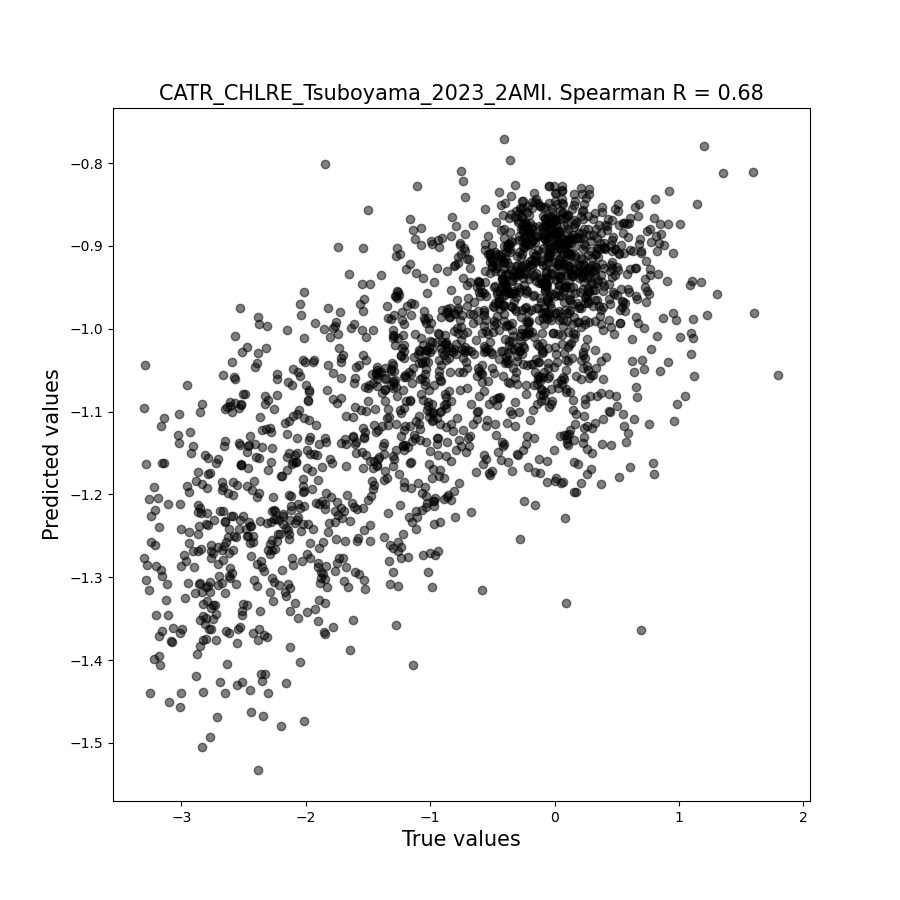 CATR_CHLRE_Tsuboyama_2023_2AMI. Spearman R = 0.68
−0.8
−0.9
−1.0
−1.1
−1.2
−1.3
−1.4
−1.5
Predicted values
−3 −2 −1 0 1 2
True values